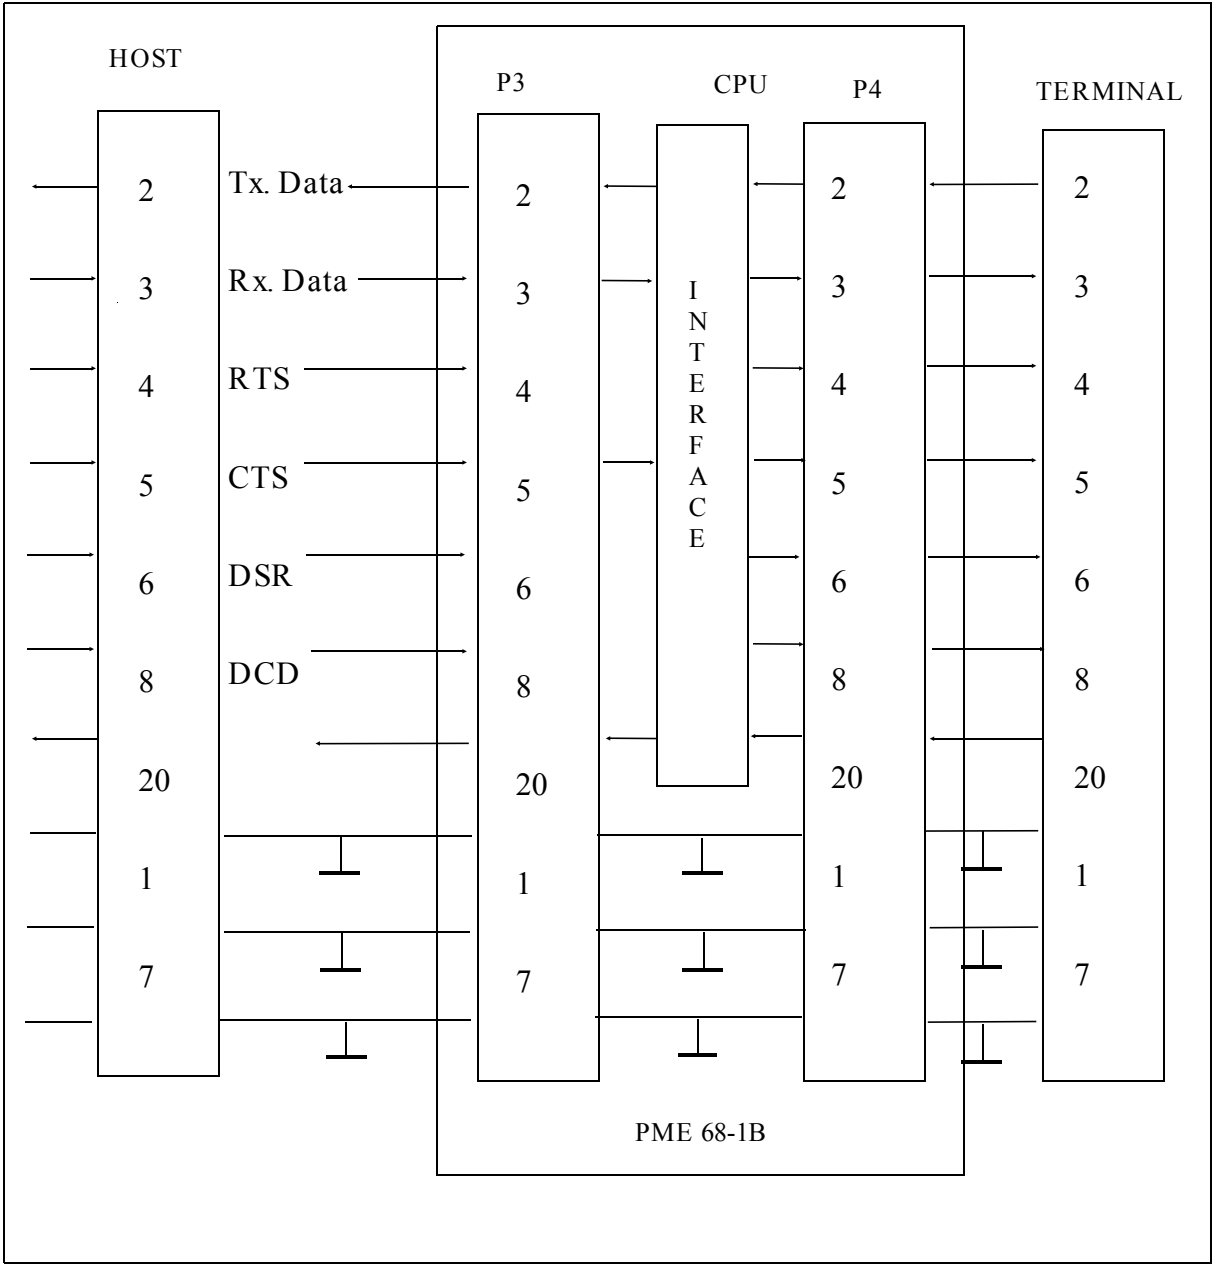 HOST
P3
CPU
P4
TERMINAL
2 Tx. Data 2 2 2
3 Rx. Data 3 3 3
4 RTS 4 4 4
5 CTS 5 5 5
6 DSR 6 6 6
8 DCD 8 8 8
20 20 20 20
1 1 1 1
7 7 7 7
INTERFACE
PME 68-1B